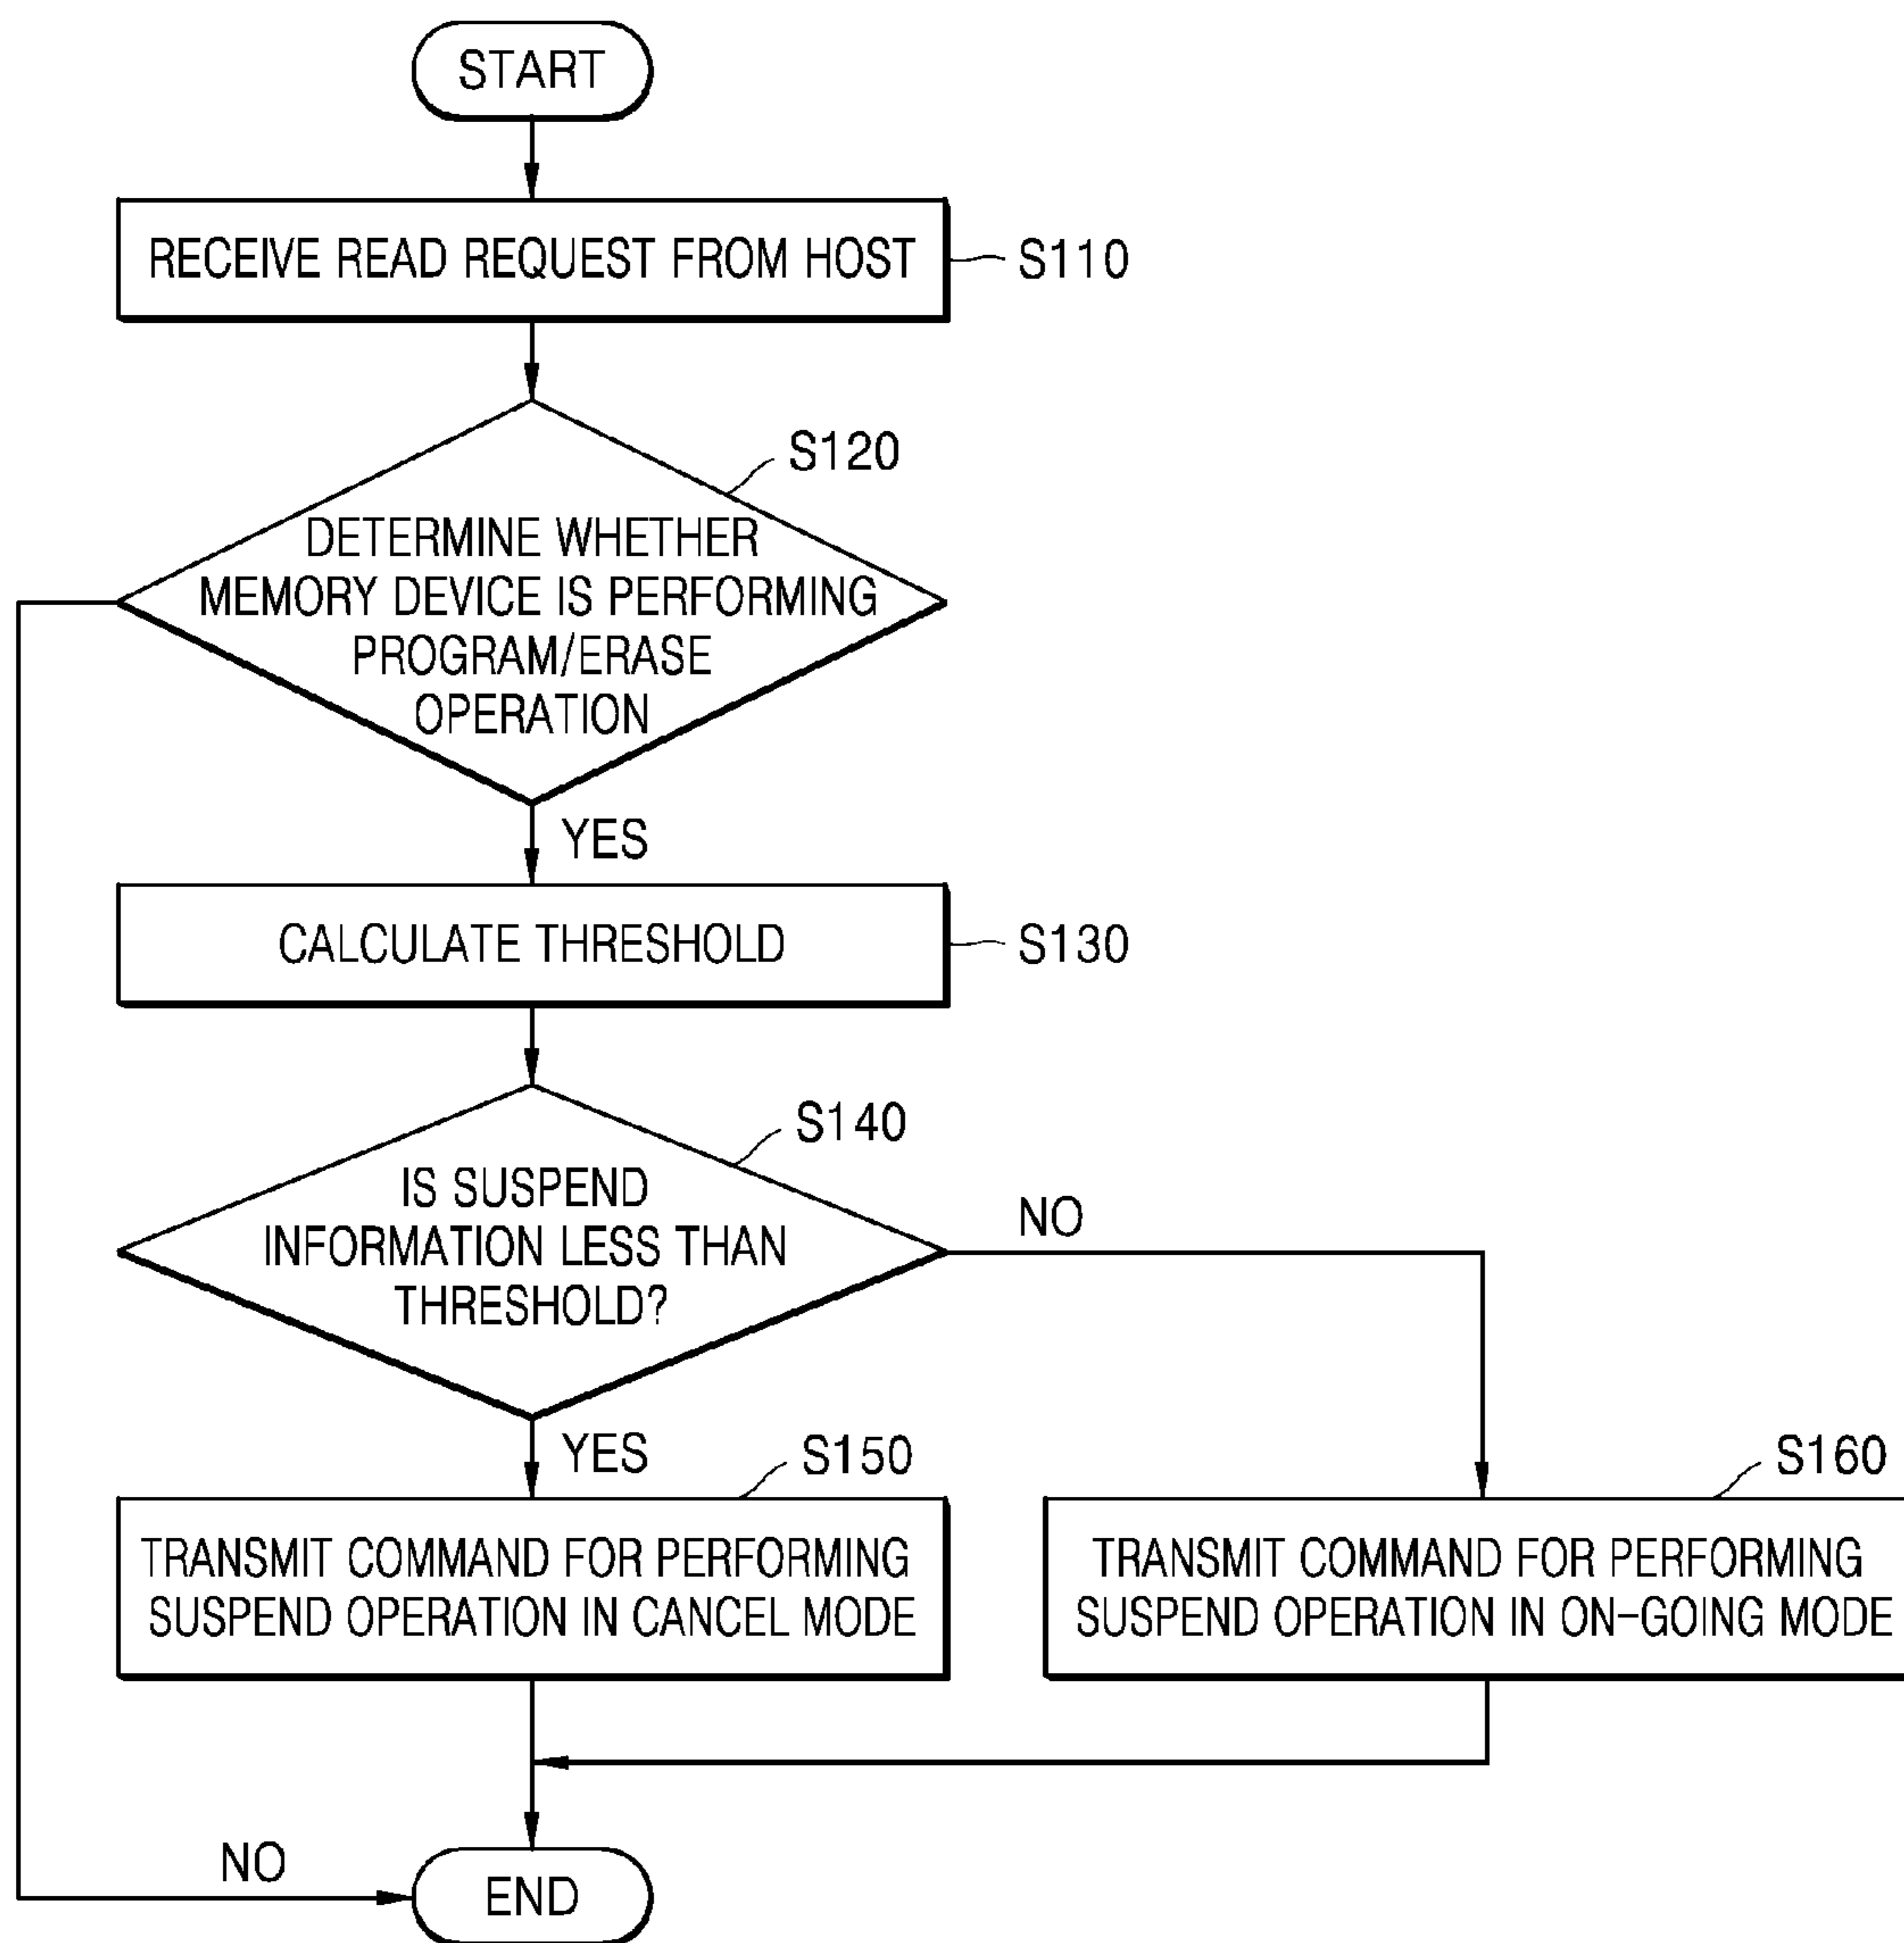 START
RECEIVE READ REQUEST FROM HOST
S110
S120
DETERMINE WHETHER
MEMORY DEVICE IS PERFORMING
PROGRAM/ERASE
OPERATION
YES
CALCULATE THRESHOLD
S130
S140
IS SUSPEND
INFORMATION LESS THAN
THRESHOLD?
NO
YES
S150
TRANSMIT COMMAND FOR PERFORMING
SUSPEND OPERATION IN CANCEL MODE
S160
TRANSMIT COMMAND FOR PERFORMING
SUSPEND OPERATION IN ON-GOING MODE
NO
END